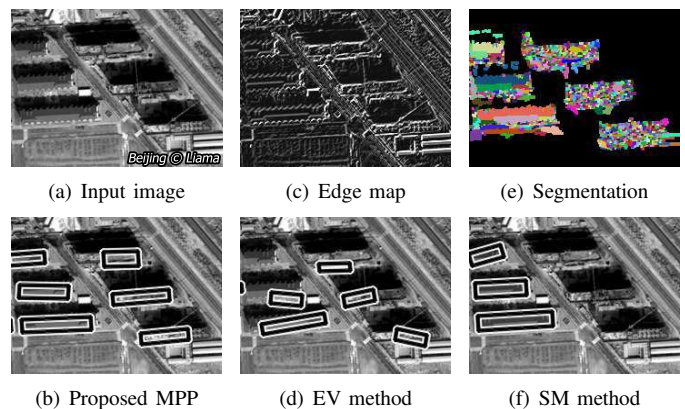 Beijing © Liama
(a) Input image
(c) Edge map
(e) Segmentation
(b) Proposed MPP
(d) EV method
(f) SM method